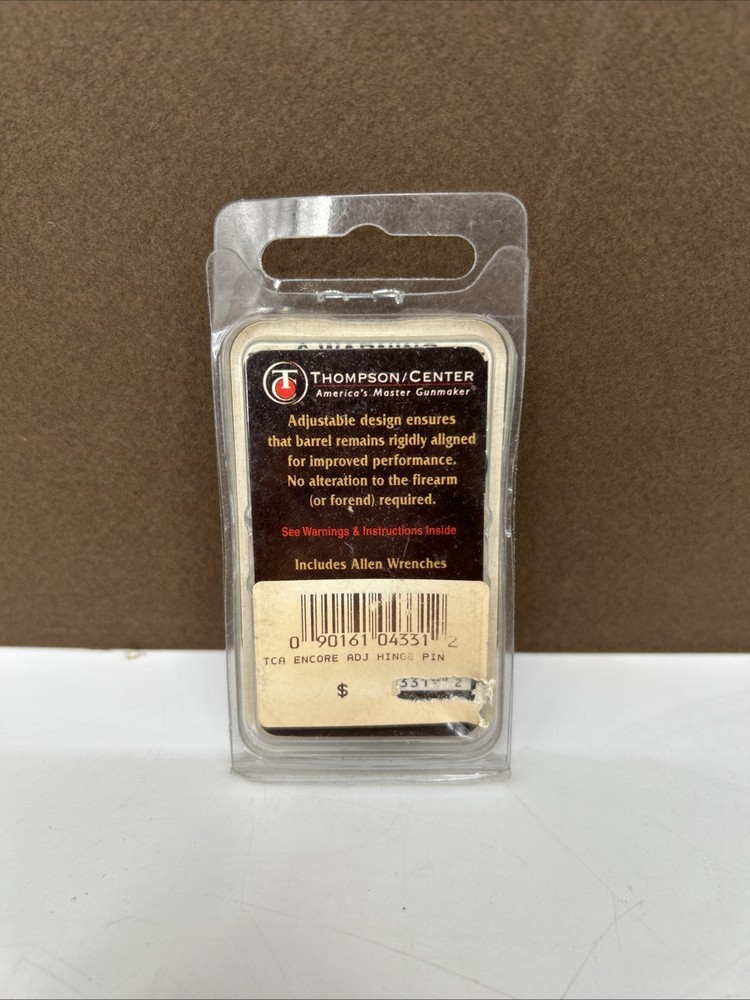 WARNING
THOMPSON/CENTER
America's Master Gunmaker
Adjustable design ensures
that barrel remains rigidly aligned
for improved performance.
No alteration to the firearm
(or forend) required.
See Warnings & Instructions Inside
Includes Allen Wrenches
0 90161 04331 2
TCA ENCORE ADJ HINGE PIN
$